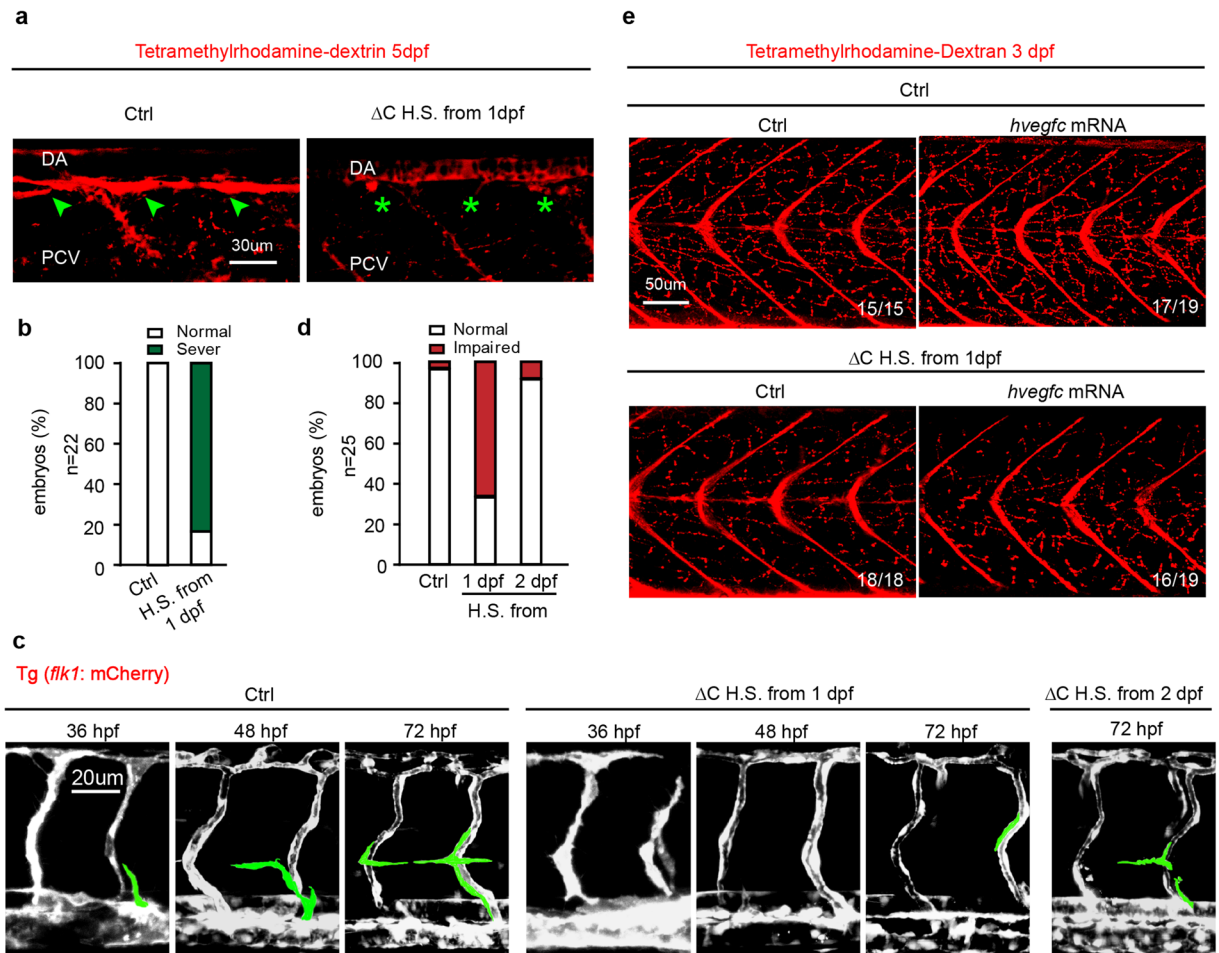 a
Tetramethylrhodamine-dextrin 5dpf
Ctrl
ΔC H.S. from 1dpf
DA
PCV
30um
DA
* * *
PCV
b
Normal
Sever
embryos (%)
n=22
100
80
60
40
20
0
Ctrl
H.S. from
1 dpf
d
Normal
Impaired
embryos (%)
n=25
100
80
60
40
20
0
Ctrl
1 dpf
2 dpf
H.S. from
e
Tetramethylrhodamine-Dextran 3 dpf
Ctrl
Ctrl
hvegfc mRNA
50um
15/15
17/19
ΔC H.S. from 1dpf
Ctrl
hvegfc mRNA
18/18
16/19
c
Tg (flk1: mCherry)
Ctrl
ΔC H.S. from 1 dpf
ΔC H.S. from 2 dpf
36 hpf
48 hpf
72 hpf
36 hpf
48 hpf
72 hpf
72 hpf
20um